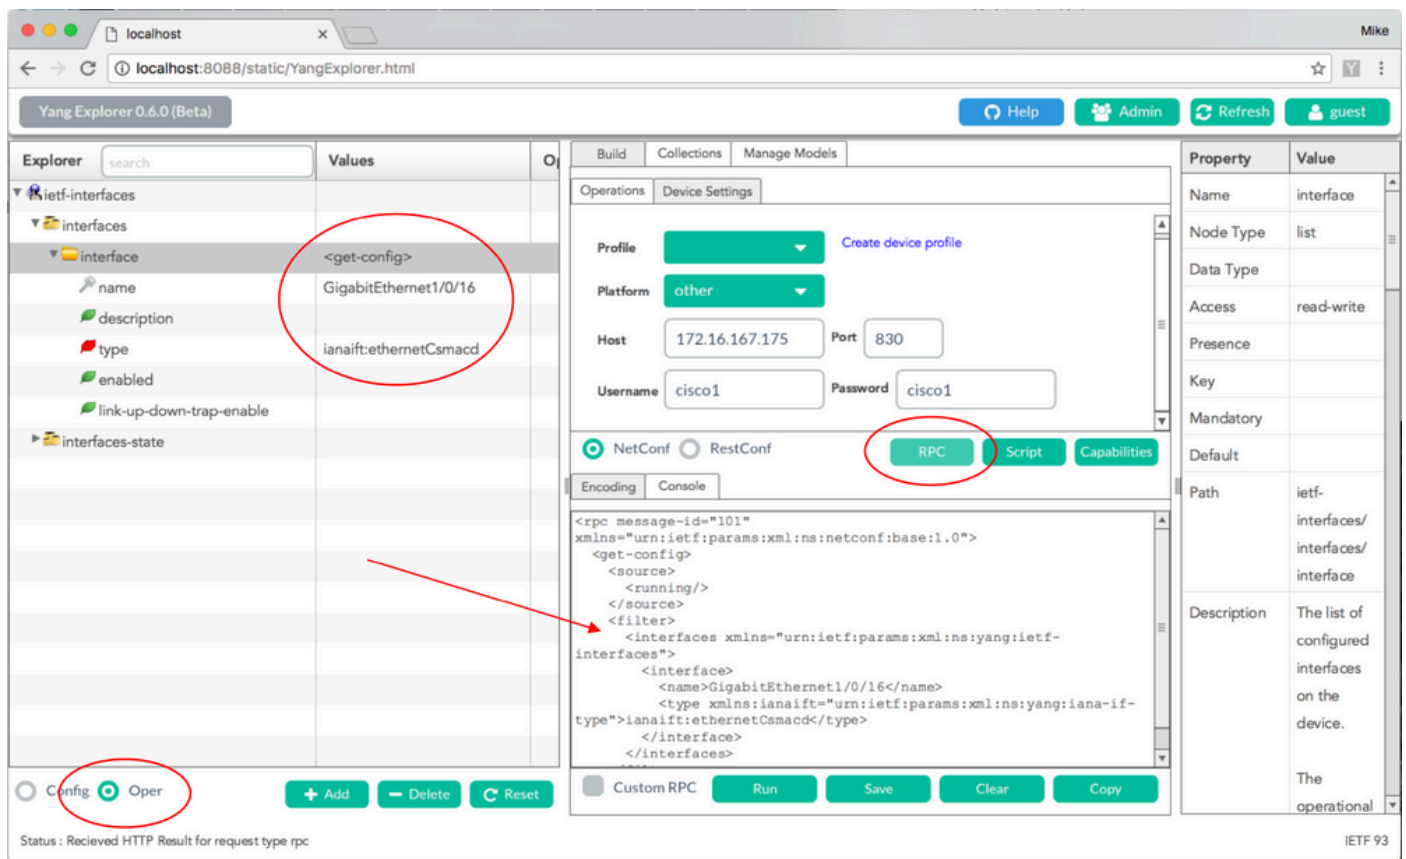 localhost
Mike
localhost:8088/static/YangExplorer.html
Yang Explorer 0.6.0 (Beta)
Help
Admin
Refresh
guest
Explorer
search
Values
Build
Collections
Manage Models
Property
Value
ietf-interfaces
interfaces
interface
<get-config>
name
GigabitEthernet1/0/16
description
type
ianaift:ethernetCsmacd
enabled
link-up-down-trap-enable
interfaces-state
Operations
Device Settings
Profile
Create device profile
Platform
other
Host
172.16.167.175
Port
830
Username
cisco1
Password
cisco1
NetConf
RestConf
RPC
Script
Capabilities
Encoding
Console
<rpc message-id="101"
xmlns="urn:ietf:params:xml:ns:netconf:base:1.0">
<get-config>
<source>
<running/>
</source>
<filter>
<interfaces xmlns="urn:ietf:params:xml:ns:yang:ietf-
interfaces">
<interface>
<name>GigabitEthernet1/0/16</name>
<type xmlns:ianaift="urn:ietf:params:xml:ns:yang:iana-if-
type">ianaift:ethernetCsmacd</type>
</interface>
</interfaces>
Name
interface
Node Type
list
Data Type
Access
read-write
Presence
Key
Mandatory
Default
Path
ietf-
interfaces/
interfaces/
interface
Description
The list of
configured
interfaces
on the
device.
The
operational
Config
Oper
Add
Delete
Reset
Custom RPC
Run
Save
Clear
Copy
Status : Recieved HTTP Result for request type rpc
IETF 93